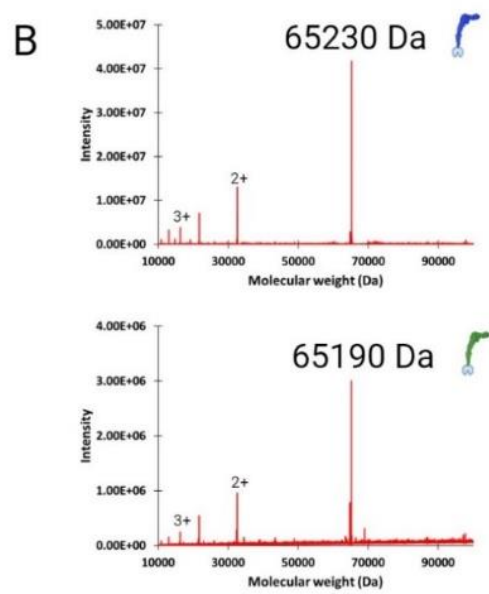 B
65230 Da
5.00E+07
4.00E+07
3.00E+07
2.00E+07
1.00E+07
0.00E+00
Intensity
2+
3+
10000 30000 50000 70000 90000
Molecular weight (Da)
65190 Da
4.00E+06
3.00E+06
2.00E+06
1.00E+06
0.00E+00
Intensity
2+
3+
10000 30000 50000 70000 90000
Molecular weight (Da)